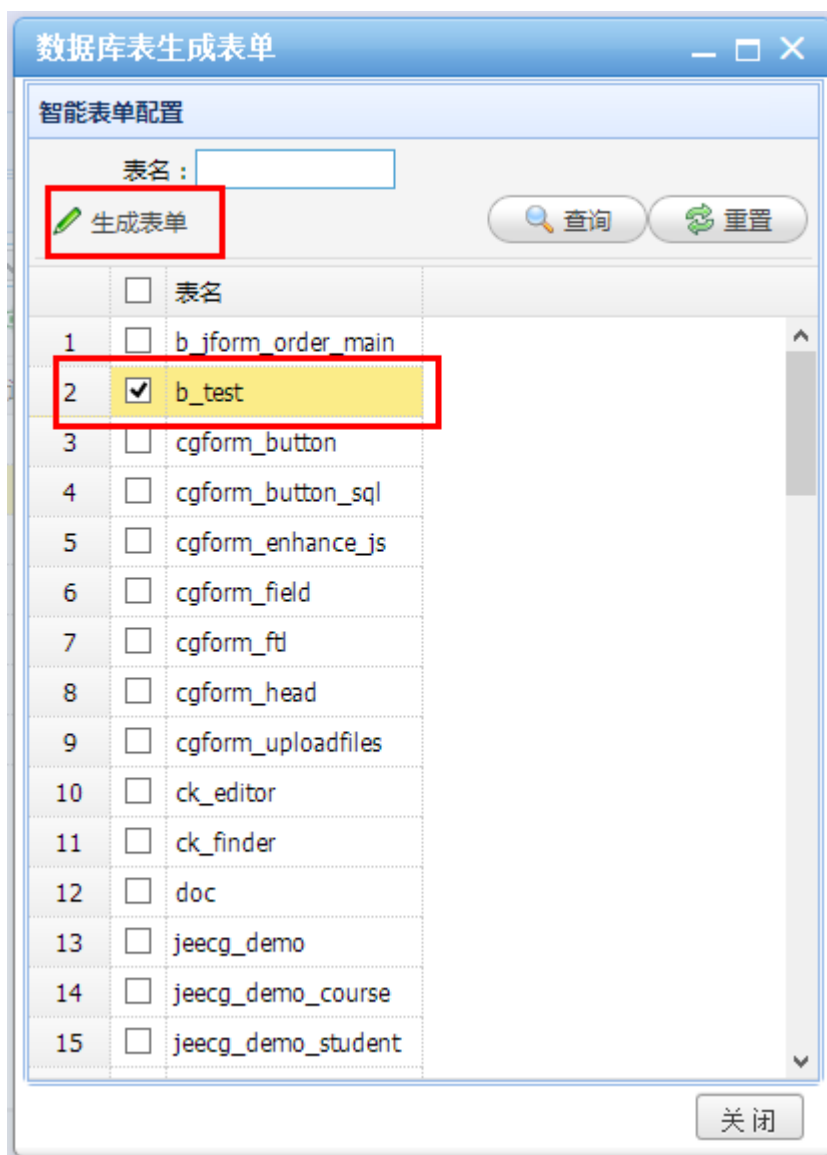 数据库表生成表单
智能表单配置
表名：
生成表单 查询 重置
表名
1 b_jform_order_main
2 b_test
3 cgform_button
4 cgform_button_sql
5 cgform_enhance_js
6 cgform_field
7 cgform_ftl
8 cgform_head
9 cgform_uploadfiles
10 ck_editor
11 ck_finder
12 doc
13 jeecg_demo
14 jeecg_demo_course
15 jeecg_demo_student
关闭